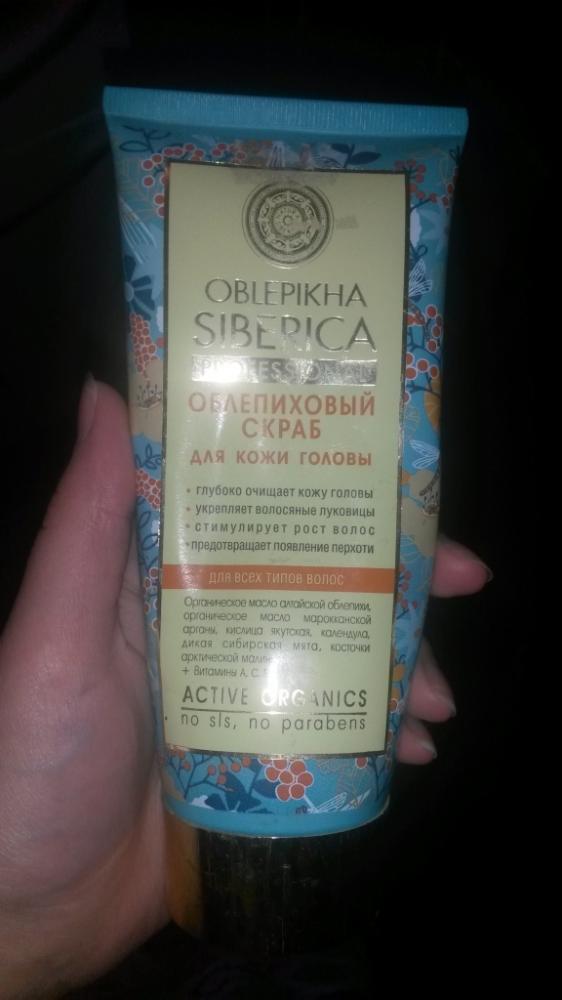 OBLEPIKHA
SIBERICA
PROFESSIONAL
ОБЛЕПИХОВЫЙ
СКРАБ
ДЛЯ КОЖИ ГОЛОВЫ
• глубоко очищает кожу головы
• укрепляет волосяные луковицы
• стимулирует рост волос
• предотвращает появление перхоти
ДЛЯ ВСЕХ ТИПОВ ВОЛОС
Органическое масло алтайской облепихи,
органическое масло марокканской
арганы, кислица якутская, календула,
дикая сибирская мята, косточки
арктической малины
+ Витамины А, С,
ACTIVE ORGANICS
no sls, no parabens